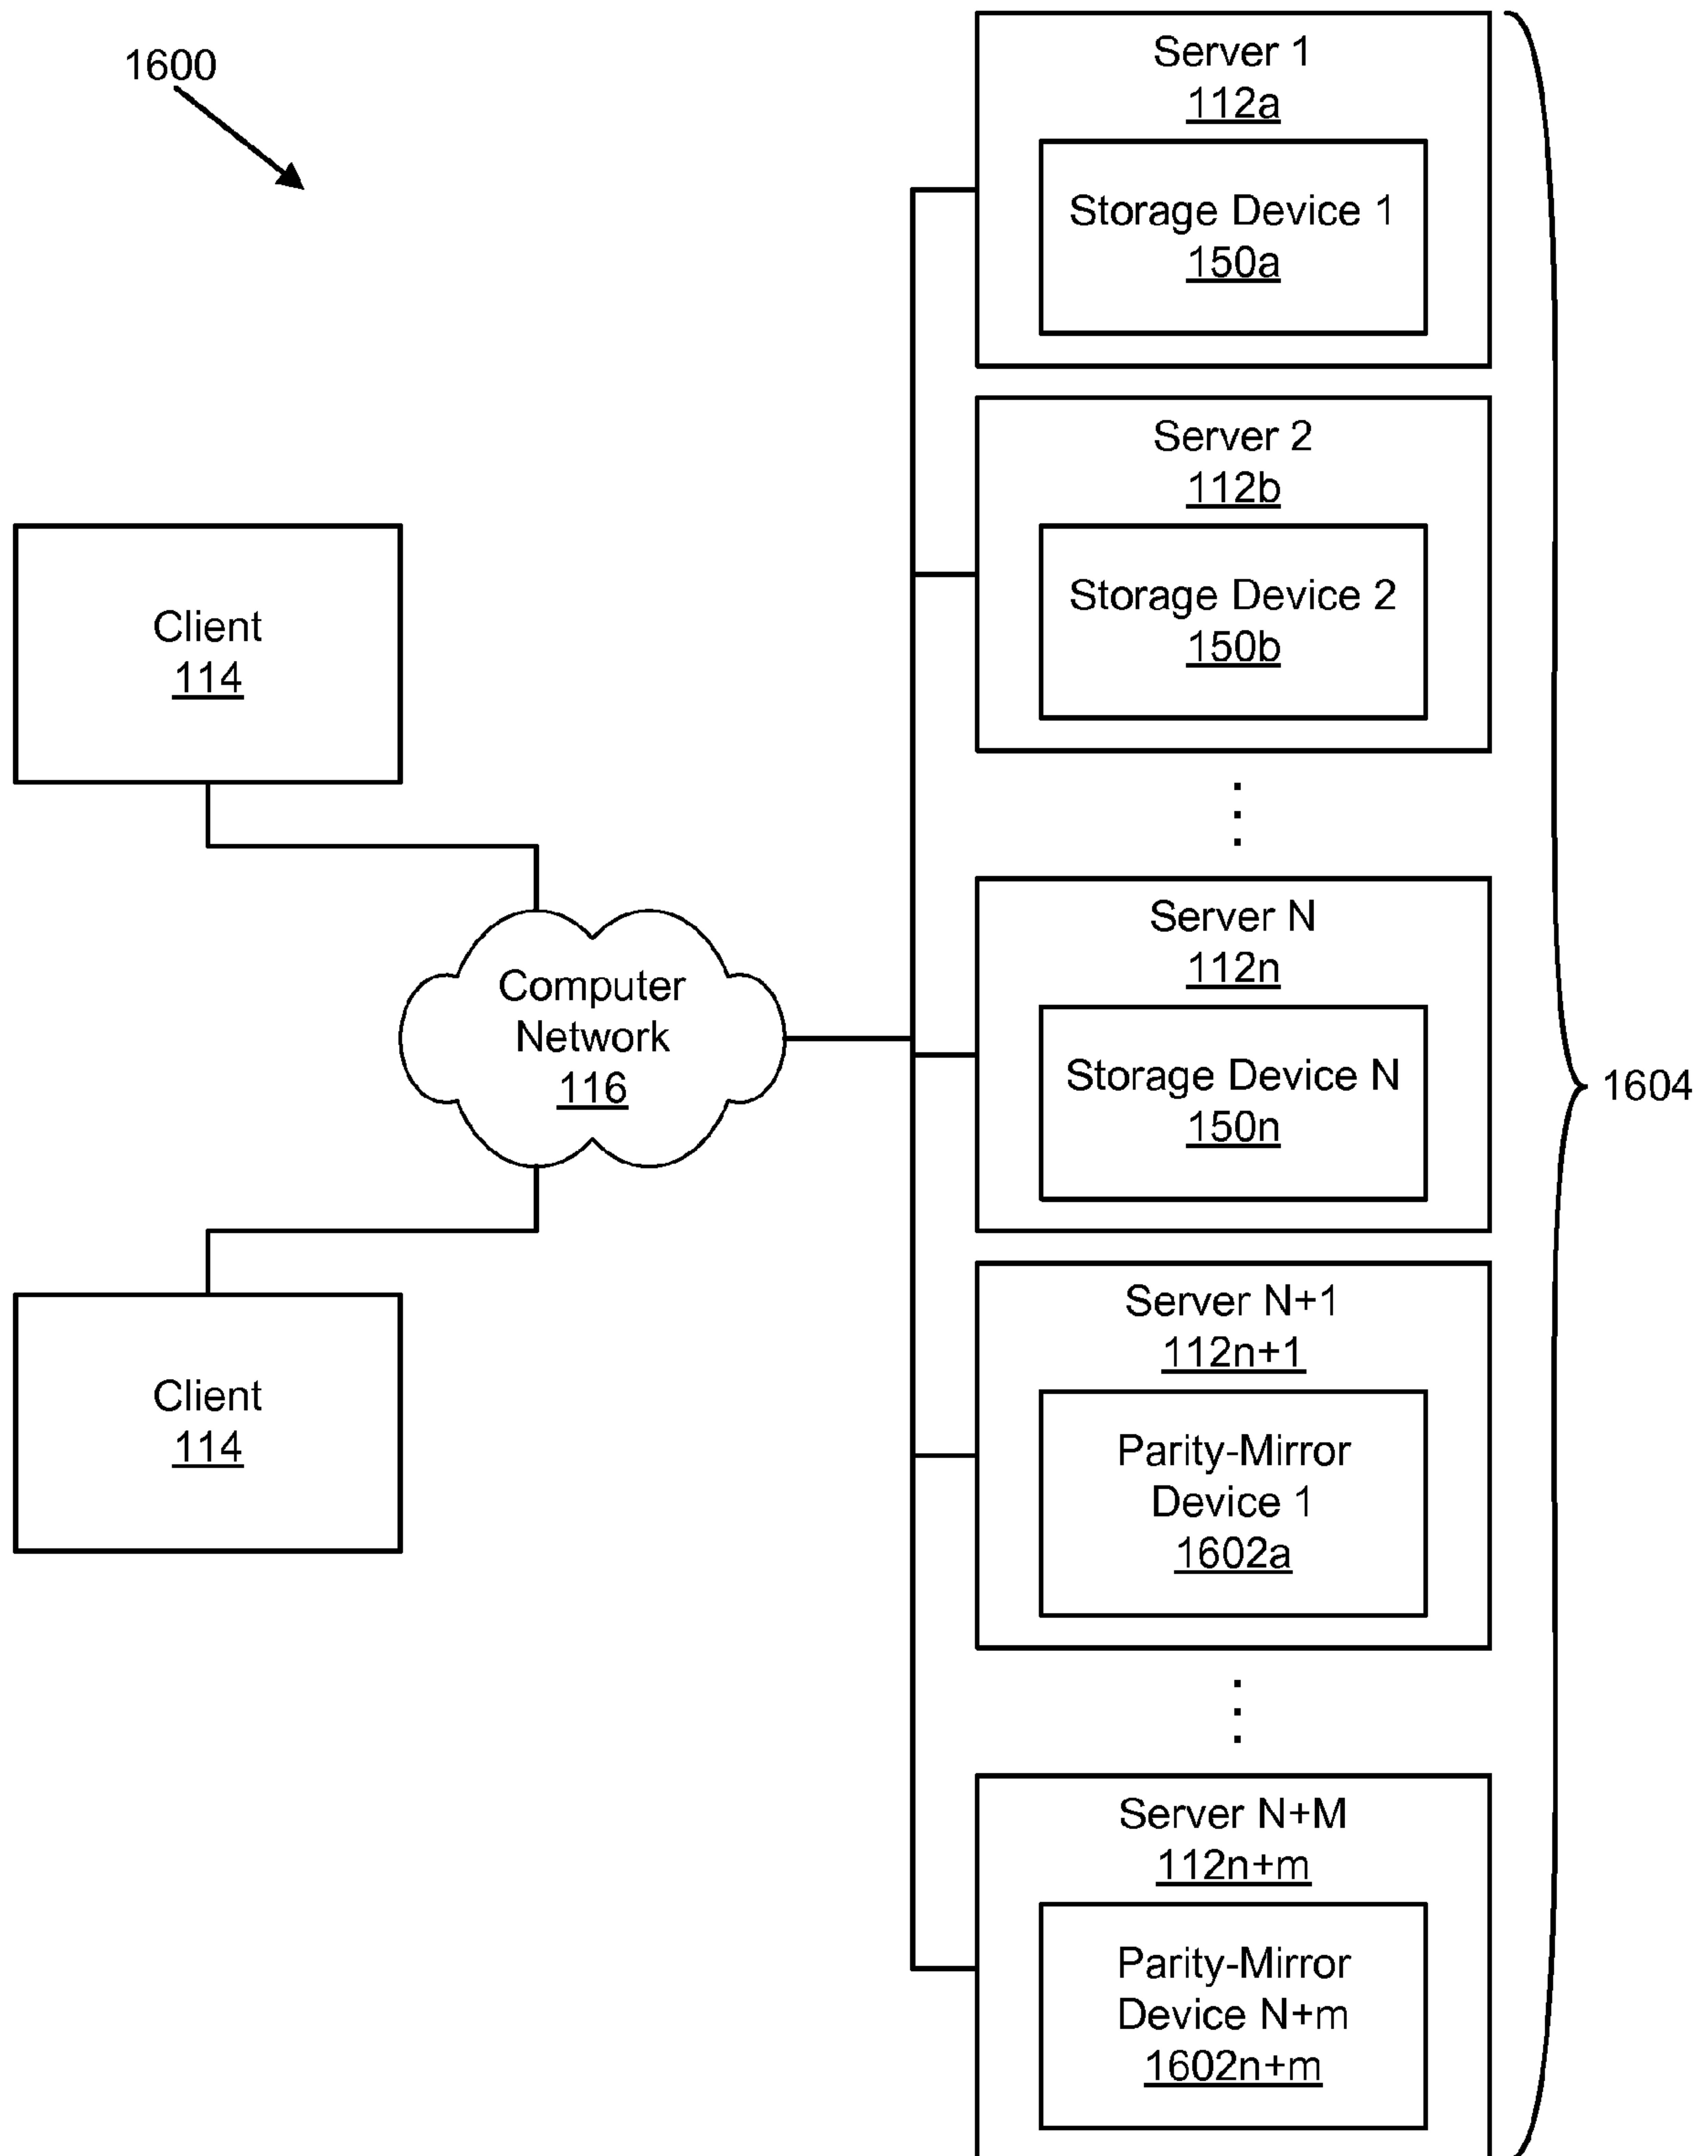 1600
Server 1
112a
Storage Device 1
150a
Server 2
112b
Storage Device 2
150b
Client
114
Server N
112n
Computer
Network
116
Storage Device N
150n
1604
Server N+1
112n+1
Client
114
Parity-Mirror
Device 1
1602a
Server N+M
112n+m
Parity-Mirror
Device N+m
1602n+m